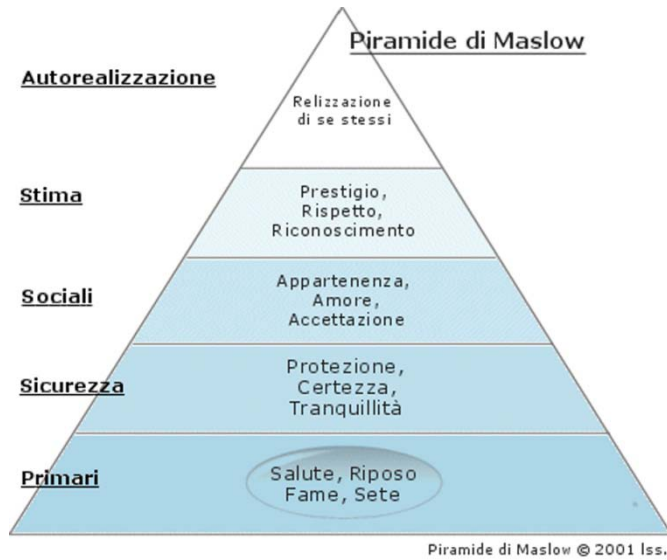 Piramide di Maslow
Autorealizzazione
Relizzazione
di se stessi
Stima
Prestigio,
Rispetto,
Riconoscimento
Sociali
Appartenenza,
Amore,
Accettazione
Sicurezza
Protezione,
Certezza,
Tranquillità
Primari
Salute, Riposo
Fame, Sete
Piramide di Maslow © 2001 lss.